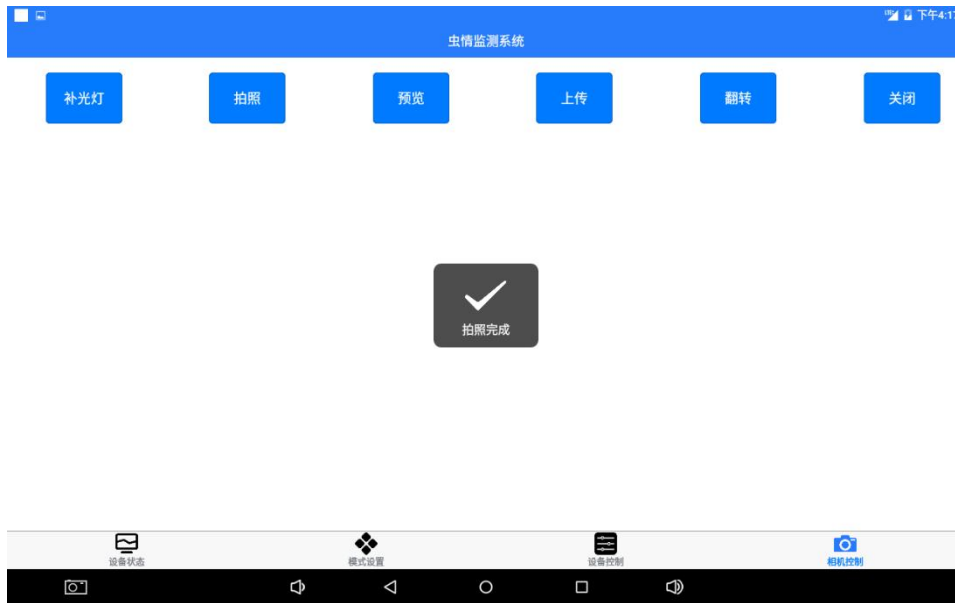 下午4:17
虫情监测系统
补光灯 拍照 预览 上传 翻转 关闭
拍照完成
设备状态 模式设置 设备控制 相机控制